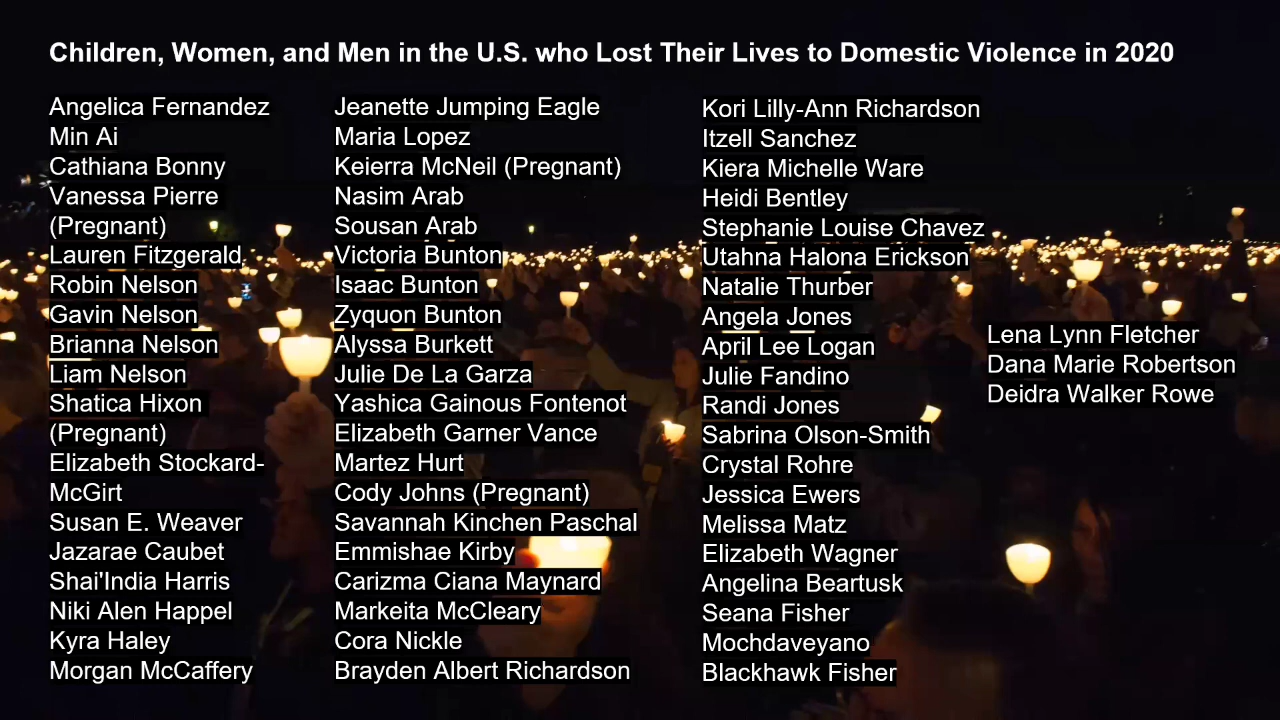 Children, Women, and Men in the U.S. who Lost Their Lives to Domestic Violence in 2020
Angelica Fernandez
Min Ai
Cathiana Bonny
Vanessa Pierre
(Pregnant)
Lauren Fitzgerald
Robin Nelson
Gavin Nelson
Brianna Nelson
Liam Nelson
Shatica Hixon
(Pregnant)
Elizabeth Stockard-
McGirt
Susan E. Weaver
Jazarae Caubet
Shai'India Harris
Niki Alen Happel
Kyra Haley
Morgan McCaffery
Jeanette Jumping Eagle
Maria Lopez
Keierra McNeil (Pregnant)
Nasim Arab
Sousan Arab
Victoria Bunton
Isaac Bunton
Zyquon Bunton
Alyssa Burkett
Julie De La Garza
Yashica Gainous Fontenot
Elizabeth Garner Vance
Martez Hurt
Cody Johns (Pregnant)
Savannah Kinchen Paschal
Emmishae Kirby
Carizma Ciana Maynard
Markeita McCleary
Cora Nickle
Brayden Albert Richardson
Kori Lilly-Ann Richardson
Itzell Sanchez
Kiera Michelle Ware
Heidi Bentley
Stephanie Louise Chavez
Utahna Halona Erickson
Natalie Thurber
Angela Jones
April Lee Logan
Julie Fandino
Randi Jones
Sabrina Olson-Smith
Crystal Rohre
Jessica Ewers
Melissa Matz
Elizabeth Wagner
Angelina Beartusk
Seana Fisher
Mochdaveyano
Blackhawk Fisher
Lena Lynn Fletcher
Dana Marie Robertson
Deidra Walker Rowe